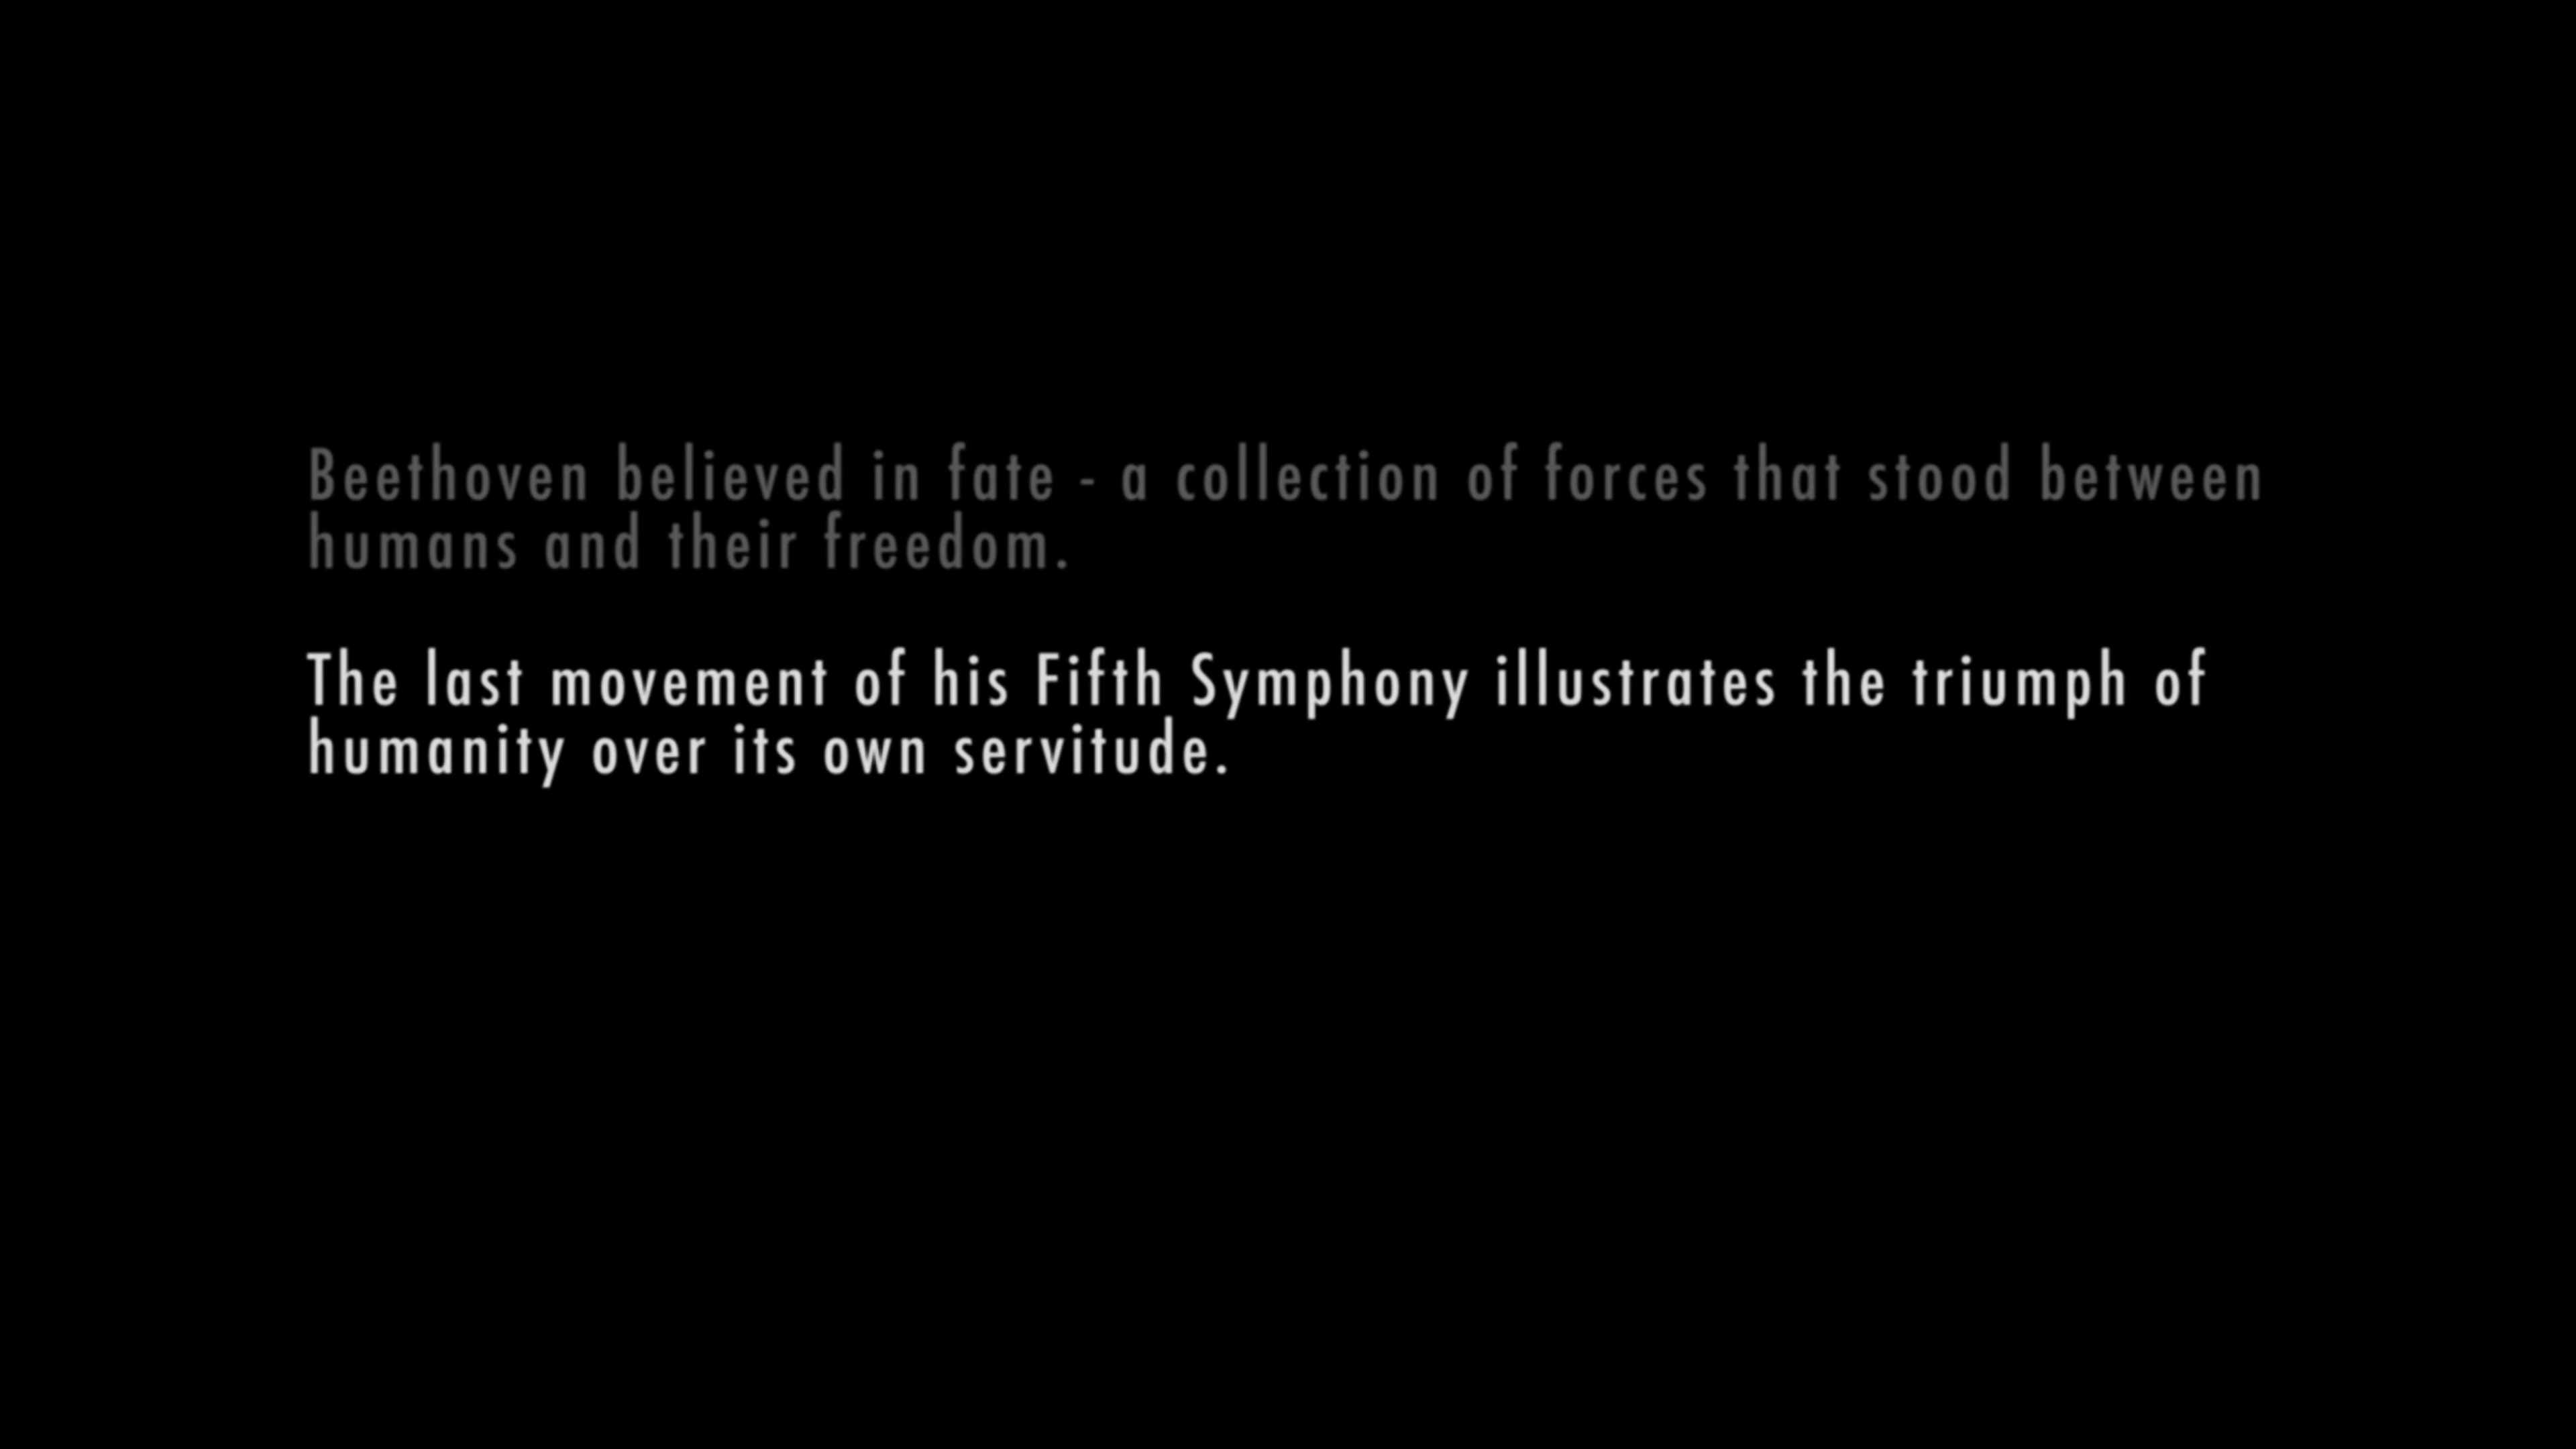 Beethoven believed in fate - a collection of forces that stood between
humans and their freedom.
The last movement of his Fifth Symphony illustrates the triumph of
humanity over its own servitude.